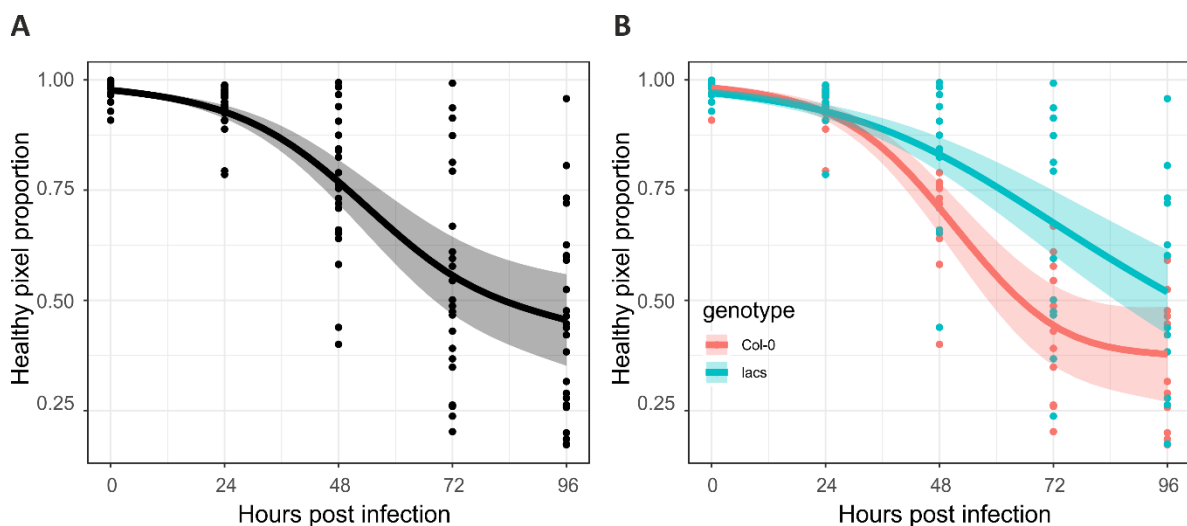 A
1.00
0.75
0.50
0.25
Healthy pixel proportion
0 24 48 72 96
Hours post infection
B
1.00
0.75
0.50
0.25
Healthy pixel proportion
genotype
Col-0
lacs
0 24 48 72 96
Hours post infection